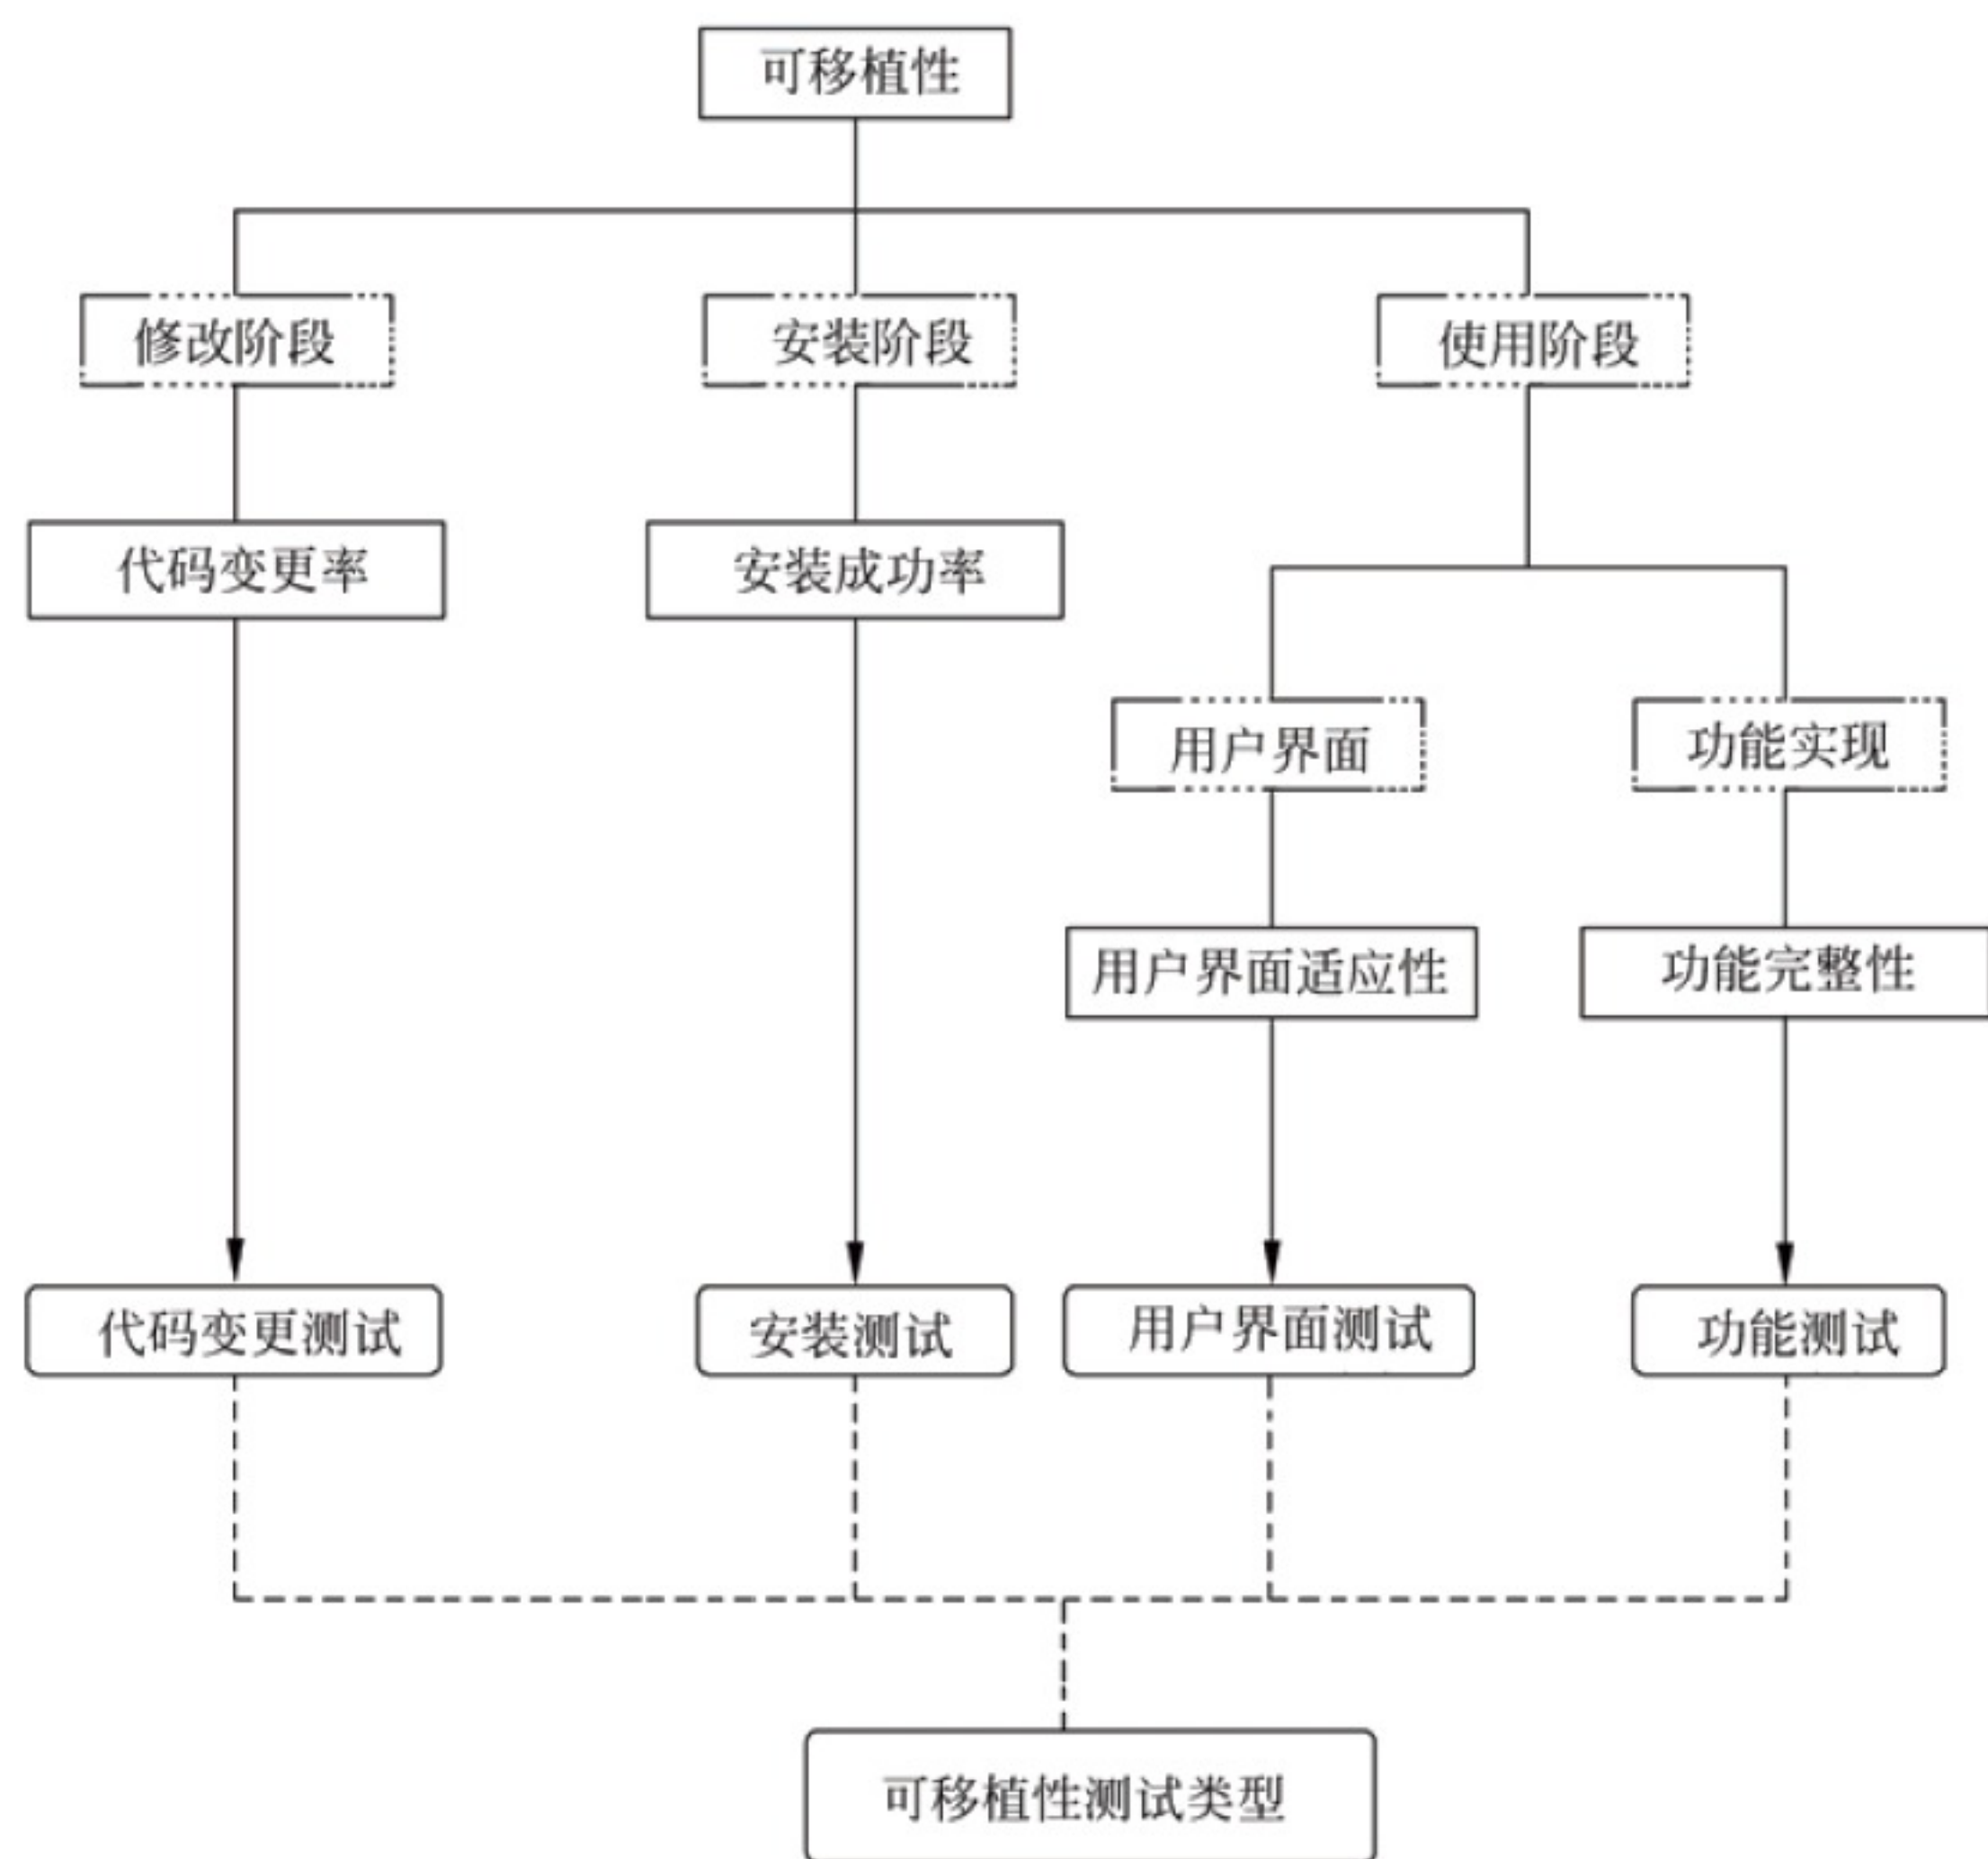 可移植性
修改阶段
安装阶段
使用阶段
代码变更率
安装成功率
用户界面
功能实现
用户界面适应性
功能完整性
代码变更测试
安装测试
用户界面测试
功能测试
可移植性测试类型